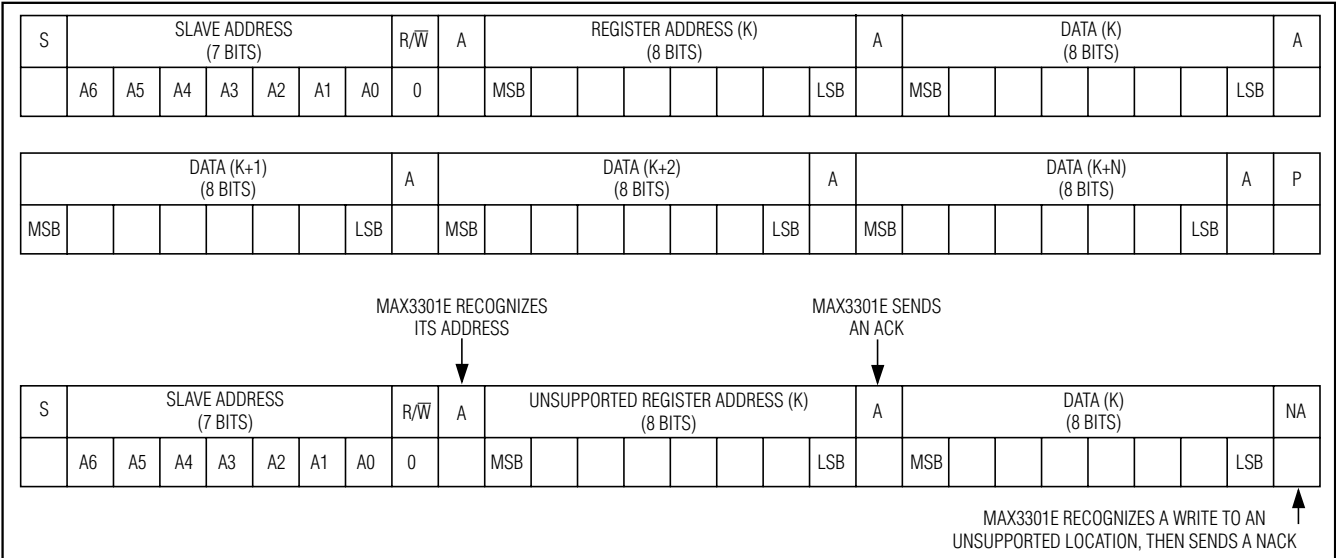 S SLAVE ADDRESS (7 BITS) R/W̅ A REGISTER ADDRESS (K) (8 BITS) A DATA (K) (8 BITS) A
A6 A5 A4 A3 A2 A1 A0 0 MSB LSB MSB LSB
DATA (K+1) (8 BITS) A DATA (K+2) (8 BITS) A DATA (K+N) (8 BITS) A P
MSB LSB MSB LSB MSB LSB
MAX3301E RECOGNIZES
ITS ADDRESS
MAX3301E SENDS
AN ACK
S SLAVE ADDRESS (7 BITS) R/W̅ A UNSUPPORTED REGISTER ADDRESS (K) (8 BITS) A DATA (K) (8 BITS) NA
A6 A5 A4 A3 A2 A1 A0 0 MSB LSB MSB LSB
MAX3301E RECOGNIZES A WRITE TO AN
UNSUPPORTED LOCATION, THEN SENDS A NACK